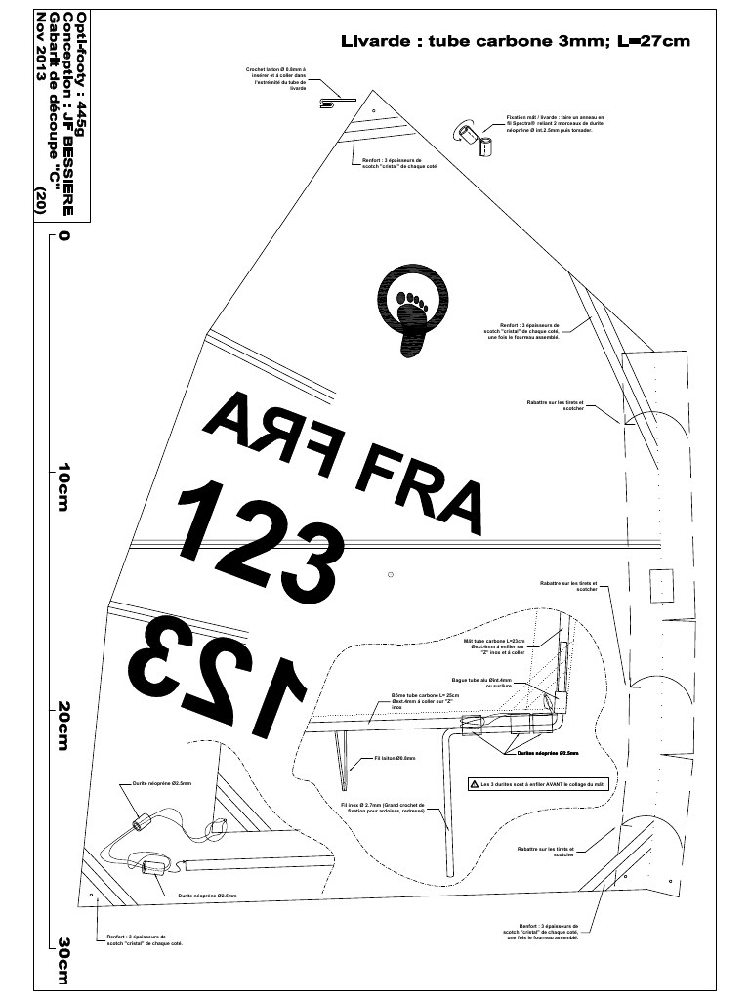 Opti-footy : 445g
Conception : JF BESSIERE
Gabarit de découpe "C"
Nov 2013 (20)
Livarde : tube carbone 3mm; L=27cm
Crochet laiton Ø 0.8mm à
insérer et à coller dans
l'extrémité du tube de
livarde
Fixation mât / livarde : faire un anneau en
fil Spectra® reliant 2 morceaux de durite
néoprène Ø int.2.5mm puis torsader.
Renfort : 3 épaisseurs de
scotch "cristal" de chaque coté.
0
Renfort : 3 épaisseurs de
scotch "cristal" de chaque coté,
une fois le fourreau assemblé.
Rabattre sur les tirets et
scotcher
FRA
FRA
10cm
123
Rabattre sur les tirets et
scotcher
123
Mât tube carbone L=23cm
Øext.4mm à enfiler sur
"Z" inox et à coller
Bague tube alu Øint.4mm
ou surliure
Bôme tube carbone L= 25cm
Øext.4mm à coller sur "Z"
inox
20cm
Durites néoprène Ø2.5mm
Fil laiton Ø0.8mm
Durite néoprène Ø2.5mm
Les 3 durites sont à enfiler AVANT le collage du mât
Fil inox Ø 2.7mm (Grand crochet de
fixation pour ardoises, redressé)
Rabattre sur les tirets et
scotcher
Durite néoprène Ø2.5mm
Renfort : 3 épaisseurs de
scotch "cristal" de chaque coté,
une fois le fourreau assemblé.
Renfort : 3 épaisseurs de
scotch "cristal" de chaque coté.
30cm